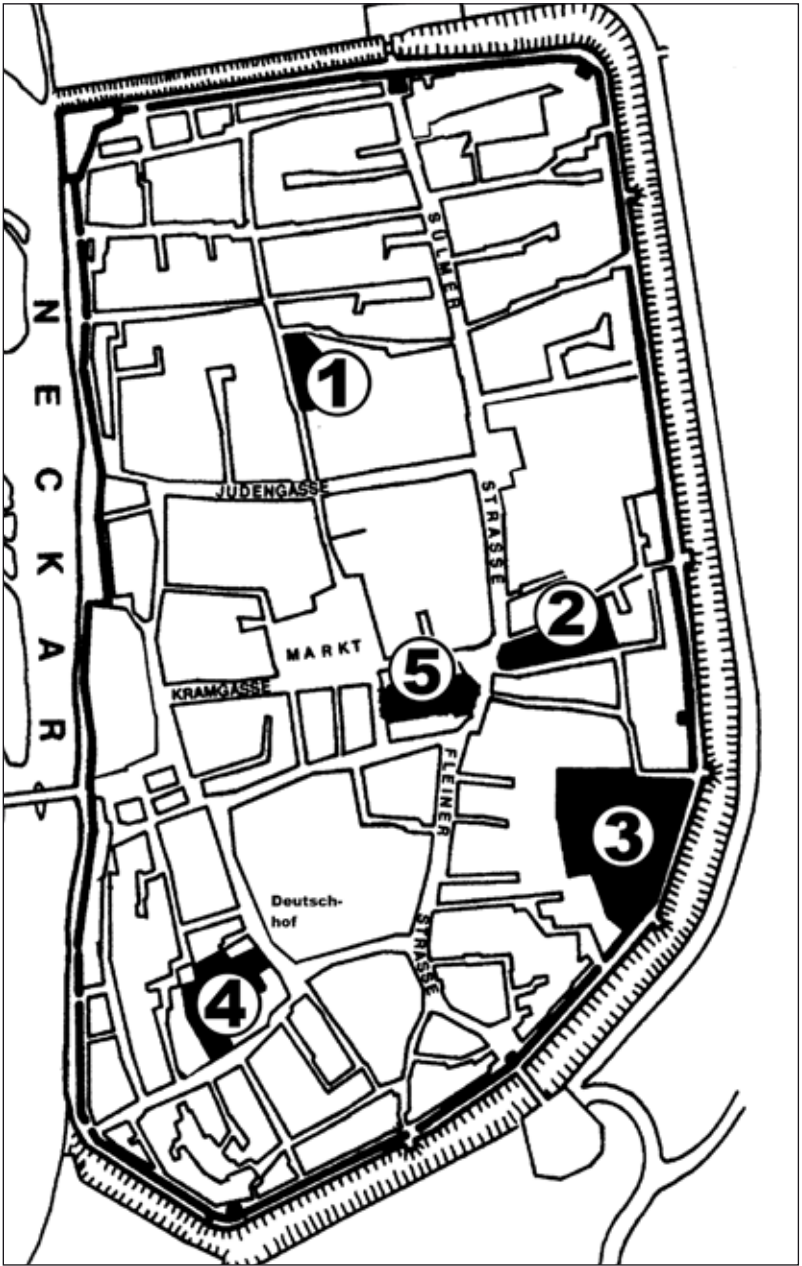 SÜLMER
NECKAR
1
JUDENGASSE
STRASSE
2
MARKT
5
KRAMGASSE
FLEINER
3
Deutsch-
hof
STRASSE
4